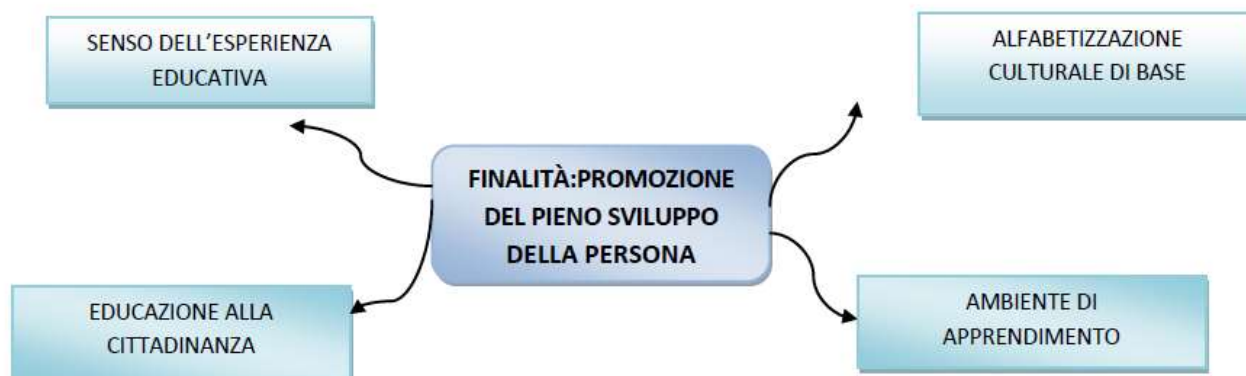 SENSO DELL'ESPERIENZA
EDUCATIVA
ALFABETIZZAZIONE
CULTURALE DI BASE
FINALITÀ:PROMOZIONE
DEL PIENO SVILUPPO
DELLA PERSONA
EDUCAZIONE ALLA
CITTADINANZA
AMBIENTE DI
APPRENDIMENTO